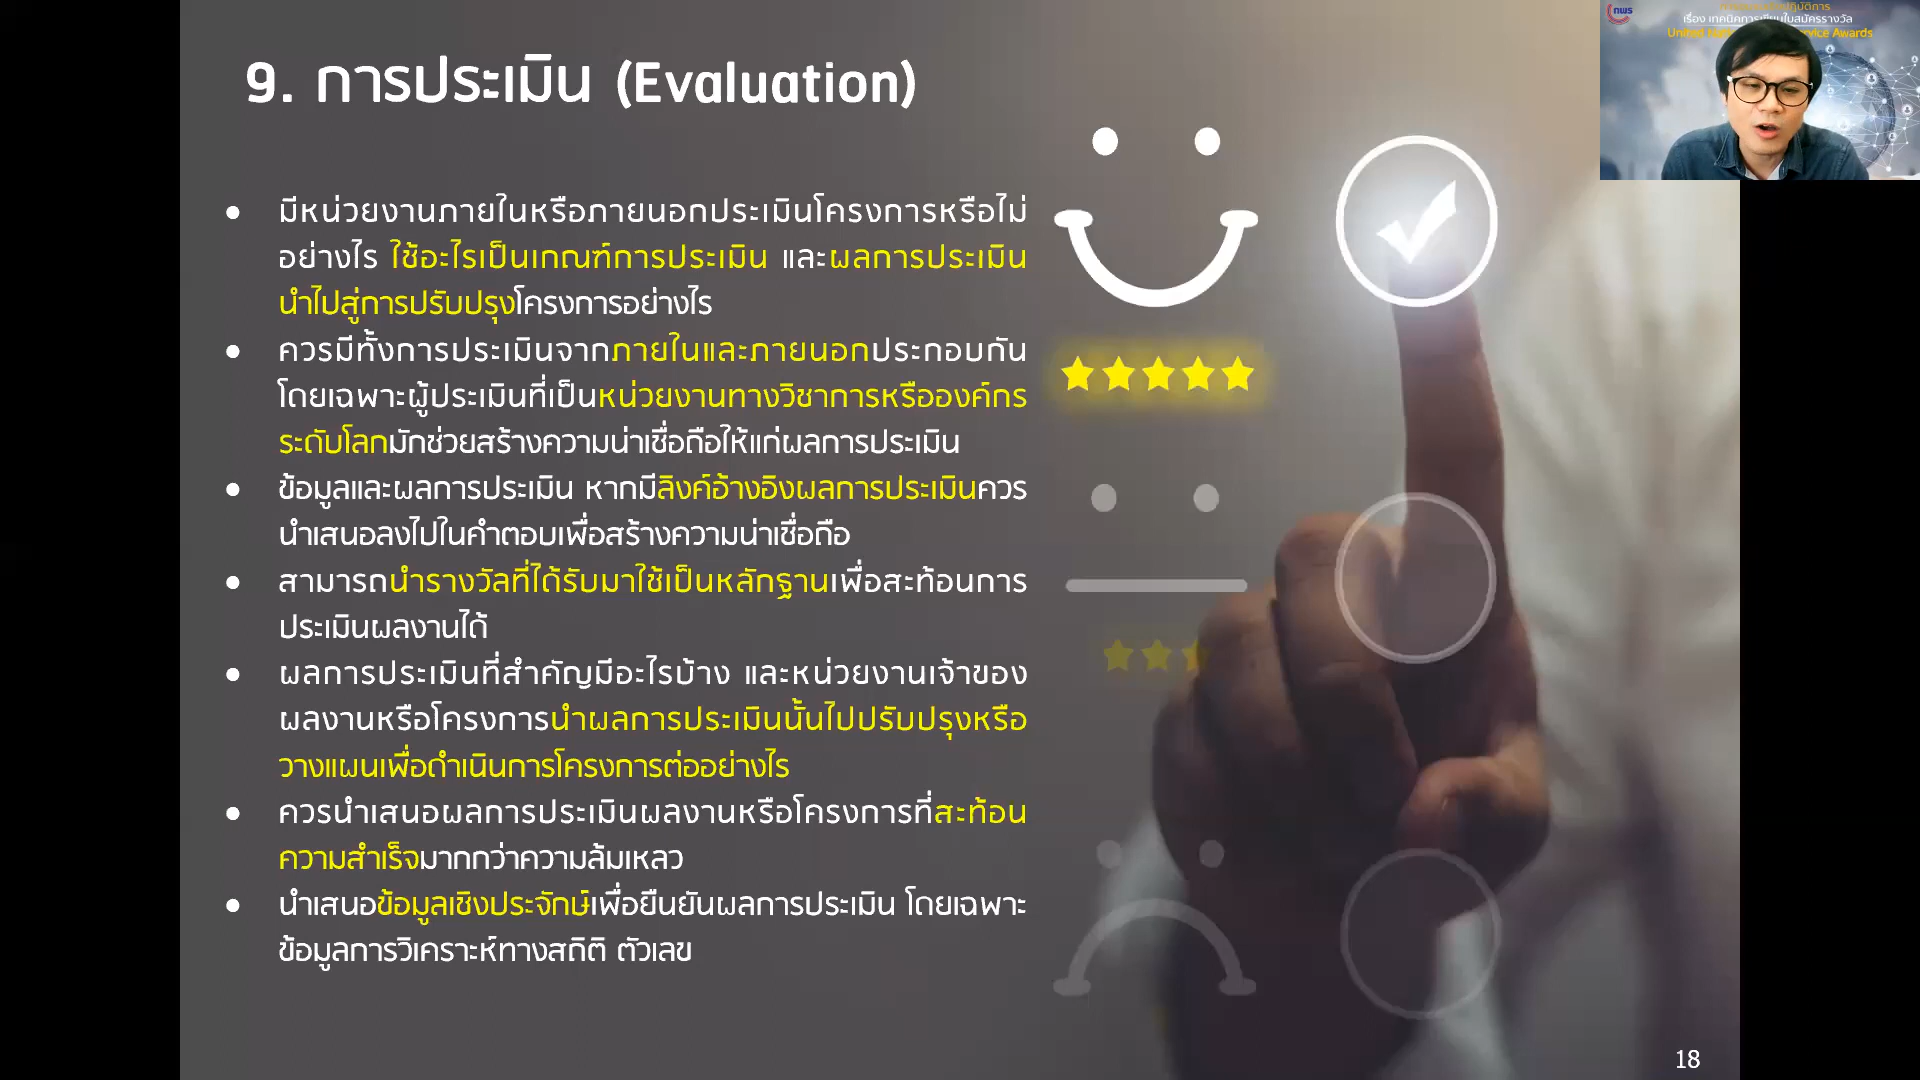 9. การประเมิน (Evaluation)
● มีหน่วยงานภายในหรือภายนอกประเมินโครงการหรือไม่
อย่างไร ใช้อะไรเป็นเกณฑ์การประเมิน และผลการประเมิน
นำไปสู่การปรับปรุงโครงการอย่างไร
● ควรมีทั้งการประเมินจากภายในและภายนอกประกอบกัน
โดยเฉพาะผู้ประเมินที่เป็นหน่วยงานทางวิชาการหรือองค์กร
ระดับโลกมักช่วยสร้างความน่าเชื่อถือให้แก่ผลการประเมิน
● ข้อมูลและผลการประเมิน หากมีลิงค์อ้างอิงผลการประเมินควร
นำเสนอลงไปในคำตอบเพื่อสร้างความน่าเชื่อถือ
● สามารถนำรางวัลที่ได้รับมาใช้เป็นหลักฐานเพื่อสะท้อนการ
ประเมินผลงานได้
● ผลการประเมินที่สำคัญมีอะไรบ้าง และหน่วยงานเจ้าของ
ผลงานหรือโครงการนำผลการประเมินนั้นไปปรับปรุงหรือ
วางแผนเพื่อดำเนินการโครงการต่ออย่างไร
● ควรนำเสนอผลการประเมินผลงานหรือโครงการที่สะท้อน
ความสำเร็จมากกว่าความล้มเหลว
● นำเสนอข้อมูลเชิงประจักษ์เพื่อยืนยันผลการประเมิน โดยเฉพาะ
ข้อมูลการวิเคราะห์ทางสถิติ ตัวเลข
18
กพร
เรื่อง เทคนิคการเขียนใบสมัครรางวัล
Awards